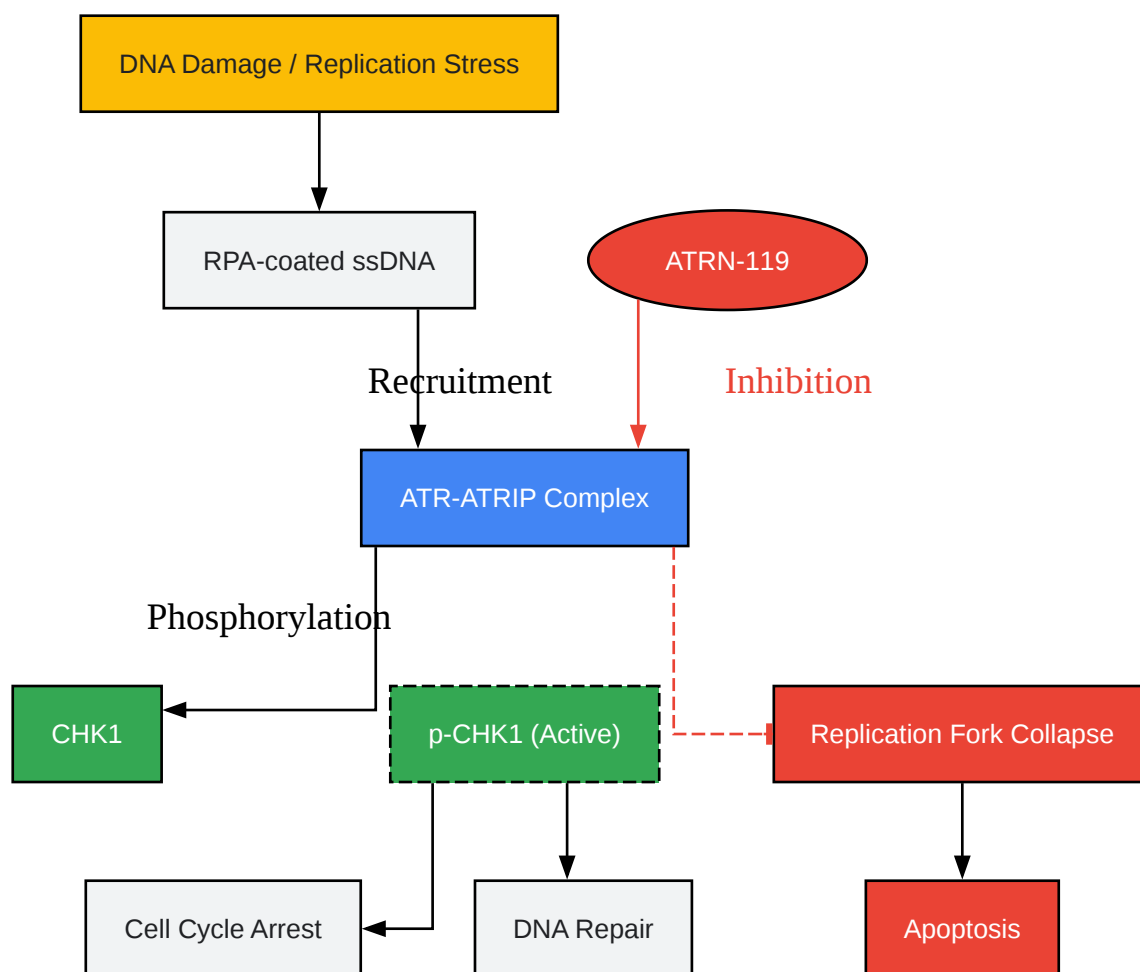 DNA Damage / Replication Stress
RPA-coated ssDNA
ATRN-119
Recruitment
Inhibition
ATR-ATRIP Complex
Phosphorylation
CHK1
p-CHK1 (Active)
Replication Fork Collapse
Cell Cycle Arrest
DNA Repair
Apoptosis